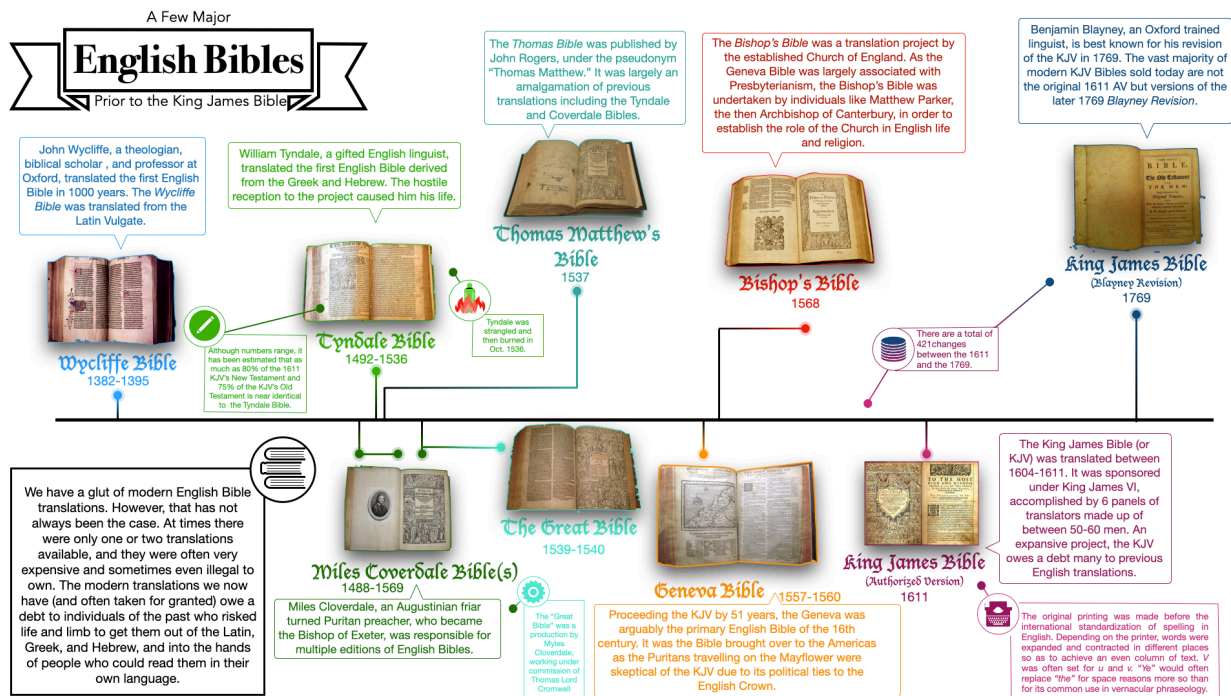 A Few Major
English Bibles
Prior to the King James Bible
John Wycliffe, a theologian,
biblical scholar , and professor at
Oxford, translated the first English
Bible in 1000 years. The Wycliffe
Bible was translated from the
Latin Vulgate.
Wycliffe Bible
1382-1395
William Tyndale, a gifted English linguist,
translated the first English Bible derived
from the Greek and Hebrew. The hostile
reception to the project caused him his life.
Tyndale Bible
1492-1536
Although numbers range, it
has been estimated that as
much as 80% of the 1611
KJV's New Testament and
75% of the KJV's Old
Testament is near identical
to the Tyndale Bible.
Tyndale was
strangled and
then burned in
Oct. 1536.
The Thomas Bible was published by
John Rogers, under the pseudonym
“Thomas Matthew.” It was largely an
amalgamation of previous
translations including the Tyndale
and Coverdale Bibles.
Thomas Matthew's
Bible
1537
The Bishop's Bible was a translation project by
the established Church of England. As the
Geneva Bible was largely associated with
Presbyterianism, the Bishop's Bible was
undertaken by individuals like Matthew Parker,
the then Archbishop of Canterbury, in order to
establish the role of the Church in English life
and religion.
Bishop's Bible
1568
Benjamin Blayney, an Oxford trained
linguist, is best known for his revision
of the KJV in 1769. The vast majority of
modern KJV Bibles sold today are not
the original 1611 AV but versions of the
later 1769 Blayney Revision.
BIBLE,
The Old Testament
THE NEW:
King James Bible
(Blayney Revision)
1769
There are a total of
421changes
between the 1611
and the 1769.
We have a glut of modern English Bible
translations. However, that has not
always been the case. At times there
were only one or two translations
available, and they were often very
expensive and sometimes even illegal to
own. The modern translations we now
have (and often taken for granted) owe a
debt to individuals of the past who risked
life and limb to get them out of the Latin,
Greek, and Hebrew, and into the hands
of people who could read them in their
own language.
Miles Coverdale Bible(s)
1488-1569
Miles Cloverdale, an Augustinian friar
turned Puritan preacher, who became
the Bishop of Exeter, was responsible for
multiple editions of English Bibles.
The Great Bible
1539-1540
The “Great
Bible” was a
production by
Myles
Cloverdale,
working under
commission of
Thomas Lord
Cromwell
Geneva Bible
1557-1560
Proceeding the KJV by 51 years, the Geneva was
arguably the primary English Bible of the 16th
century. It was the Bible brought over to the Americas
as the Puritans travelling on the Mayflower were
skeptical of the KJV due to its political ties to the
English Crown.
TO THE MOST
King James Bible
(Authorized Version)
1611
The King James Bible (or
KJV) was translated between
1604-1611. It was sponsored
under King James VI,
accomplished by 6 panels of
translators made up of
between 50-60 men. An
expansive project, the KJV
owes a debt many to previous
English translations.
The original printing was made before the
international standardization of spelling in
English. Depending on the printer, words were
expanded and contracted in different places
so as to achieve an even column of text. V
was often set for u and v. “Ye” would often
replace “the” for space reasons more so than
for its common use in vernacular phraseology.